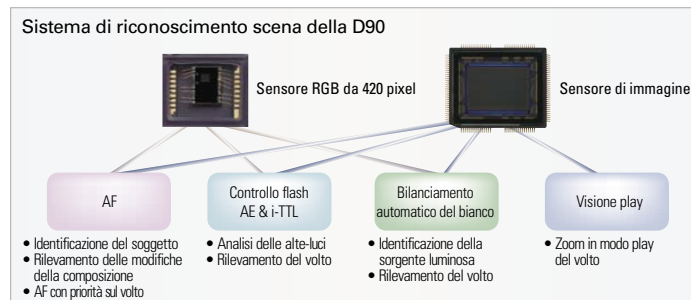 Sistema di riconoscimento scena della D90
Sensore RGB da 420 pixel
Sensore di immagine
AF
Controllo flash
AE & i-TTL
Bilanciamento
automatico del bianco
Visione play
• Identificazione del soggetto
• Rilevamento delle modifiche
della composizione
• AF con priorità sul volto
• Analisi delle alte-luci
• Rilevamento del volto
• Identificazione della
sorgente luminosa
• Rilevamento del volto
• Zoom in modo play
del volto